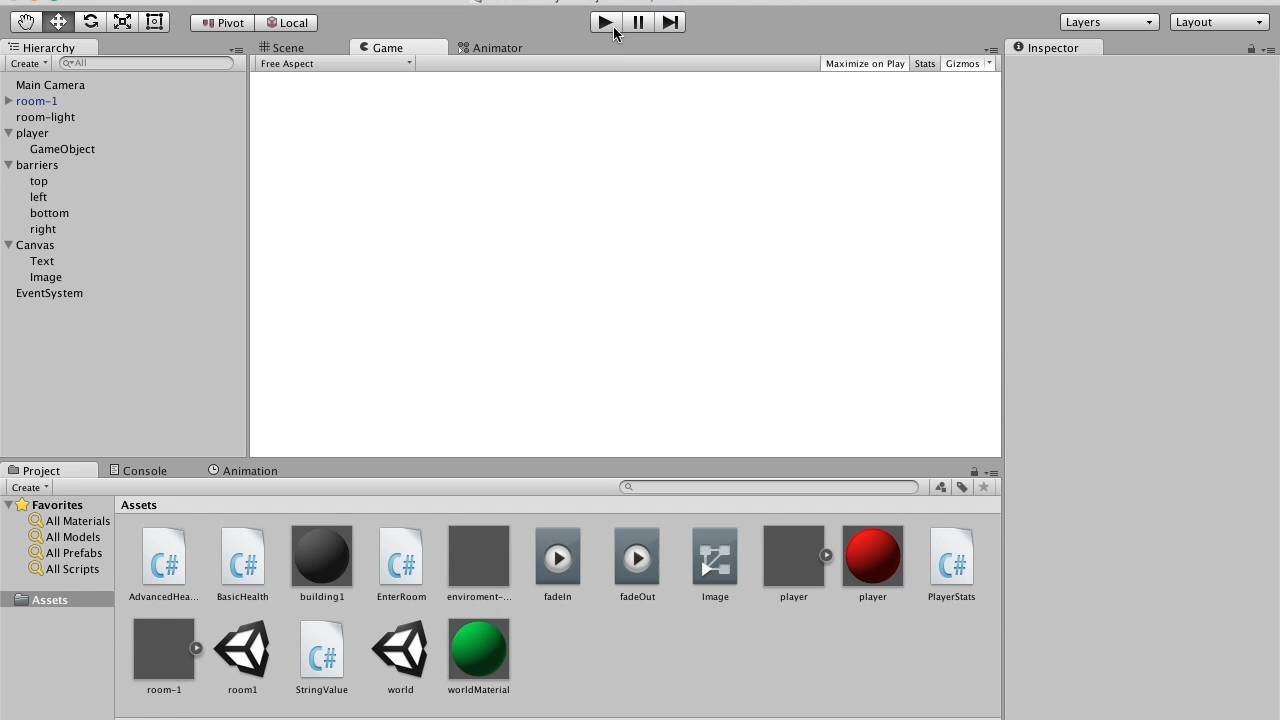 Pivot Local Layers Layout
Hierarchy Scene Game Animator Inspector
Create All Free Aspect Maximize on Play Stats Gizmos
Main Camera
room-1
room-light
player
GameObject
barriers
top
left
bottom
right
Canvas
Text
Image
EventSystem
Project Console Animation
Create
Favorites Assets
All Materials
All Models
All Prefabs
All Scripts
Assets
C# C# C# C#
AdvancedHea... BasicHealth building1 EnterRoom enviroment-... fadeIn fadeOut Image player player PlayerStats
C#
room-1 room1 StringValue world worldMaterial